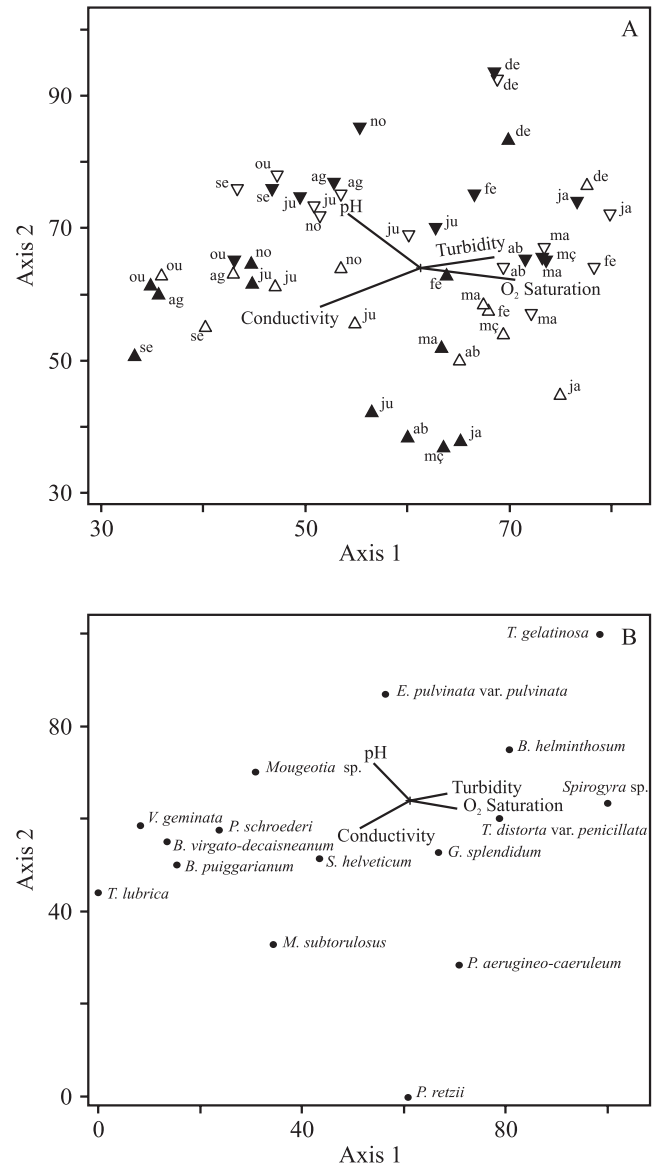 A
de
de
no
de
ou
ag
ag
de
se
se
ju
ju
fe
ja
ja
90
no
pH
70
ju
ju
Turbidity
ab
ma
mç
fe
ou
no
ou
ag
ju
ju
no
fe
ab
ma
O2 Saturation
ou
ag
Conductivity
ma
fe
ma
se
ju
mç
se
ma
ab
50
ja
ju
ab
ja
mç
30
Axis 2
30 50 70
Axis 1
B
T. gelatinosa
E. pulvinata var. pulvinata
80
pH
B. helminthosum
Mougeotia sp.
Turbidity
Spirogyra sp.
O2 Saturation
V. geminata
P. schroederi
Conductivity
T. distorta var. penicillata
B. virgato-decaisneanum
G. splendidum
B. puiggarianum
S. helveticum
40
T. lubrica
M. subtorulosus
P. aerugineo-caeruleum
P. retzii
0
Axis 2
0 40 80
Axis 1